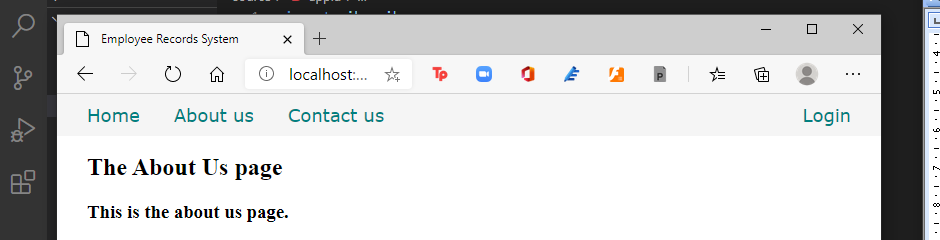 Employee Records System
localhost:...
Tp
P
Home About us Contact us Login
The About Us page
This is the about us page.